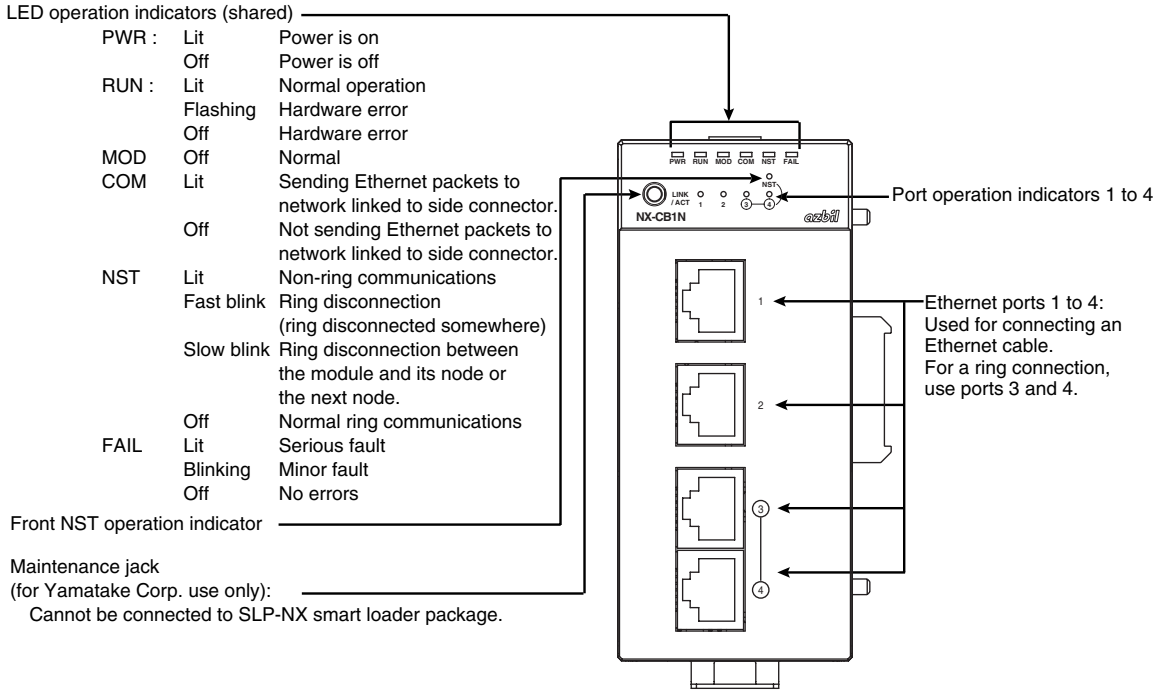 LED operation indicators (shared)
PWR : Lit Power is on
Off Power is off
RUN : Lit Normal operation
Flashing Hardware error
Off Hardware error
MOD Off Normal
COM Lit Sending Ethernet packets to
network linked to side connector.
Off Not sending Ethernet packets to
network linked to side connector.
NST Lit Non-ring communications
Fast blink Ring disconnection
(ring disconnected somewhere)
Slow blink Ring disconnection between
the module and its node or
the next node.
Off Normal ring communications
FAIL Lit Serious fault
Blinking Minor fault
Off No errors
Front NST operation indicator
Maintenance jack
(for Yamatake Corp. use only):
Cannot be connected to SLP-NX smart loader package.
PWR RUN MOD COM NST FAIL
NST
LINK
/ ACT 1 2 3 4
NX-CB1N azbil
1
2
3
4
Port operation indicators 1 to 4
Ethernet ports 1 to 4:
Used for connecting an
Ethernet cable.
For a ring connection,
use ports 3 and 4.